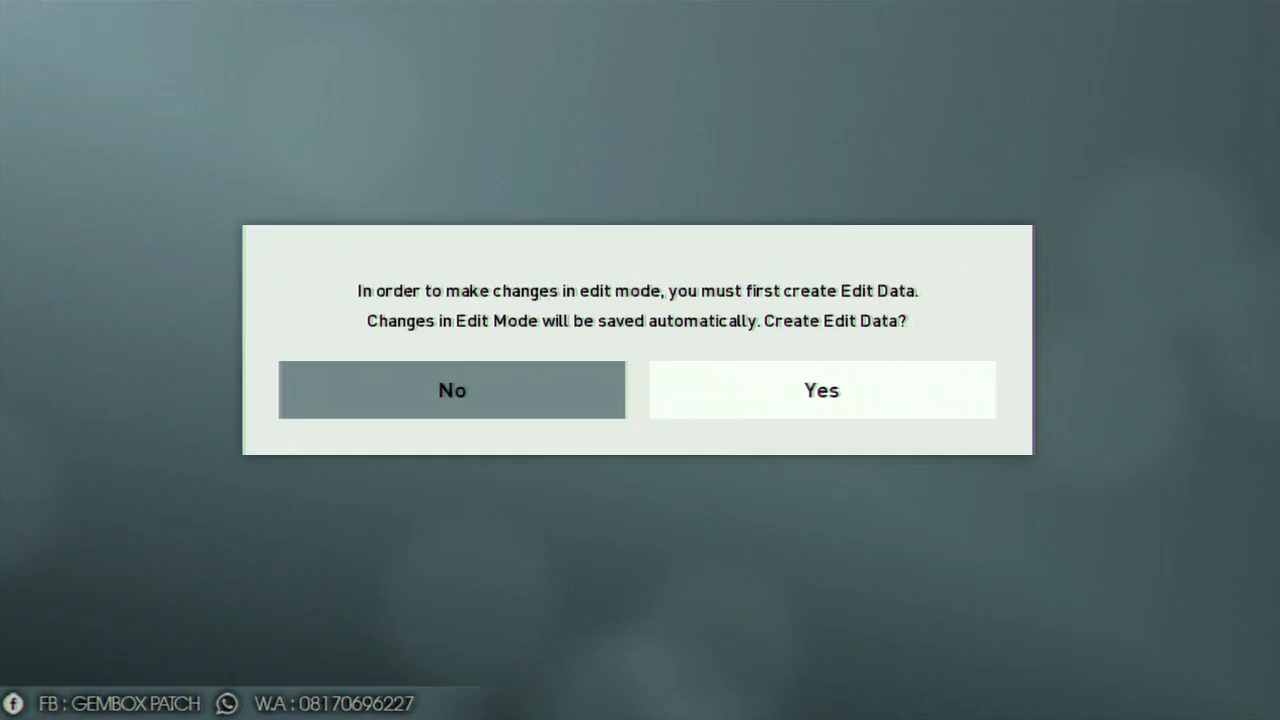 In order to make changes in edit mode, you must first create Edit Data.
Changes in Edit Mode will be saved automatically. Create Edit Data?
No Yes
FB : GEMBOX PATCH W.A : 08170696227